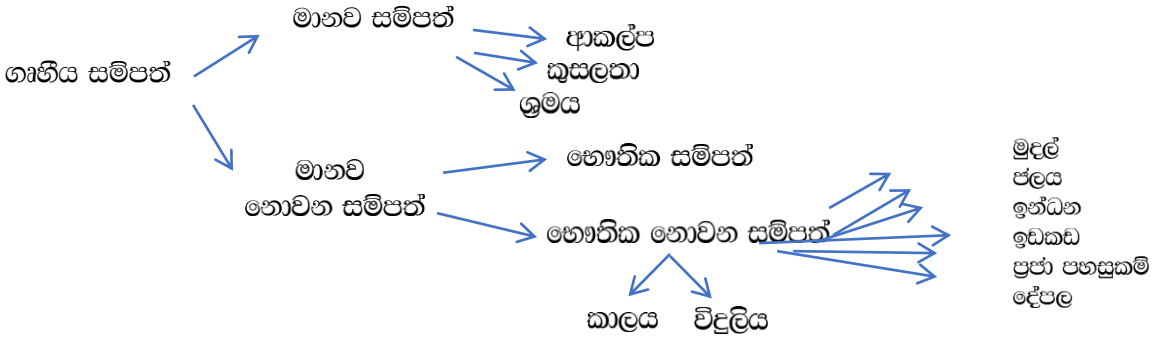 මානව සම්පත්
ආකල්ප
ගෘහීය සම්පත්
කුසලතා
ශ්‍රමය
මානව
නොවන සම්පත්
භෞතික සම්පත්
භෞතික නොවන සම්පත්
මුදල්
ජලය
ඉන්ධන
ඉඩකඩ
ප්‍රජා පහසුකම්
දේපල
කාලය
විදුලිය